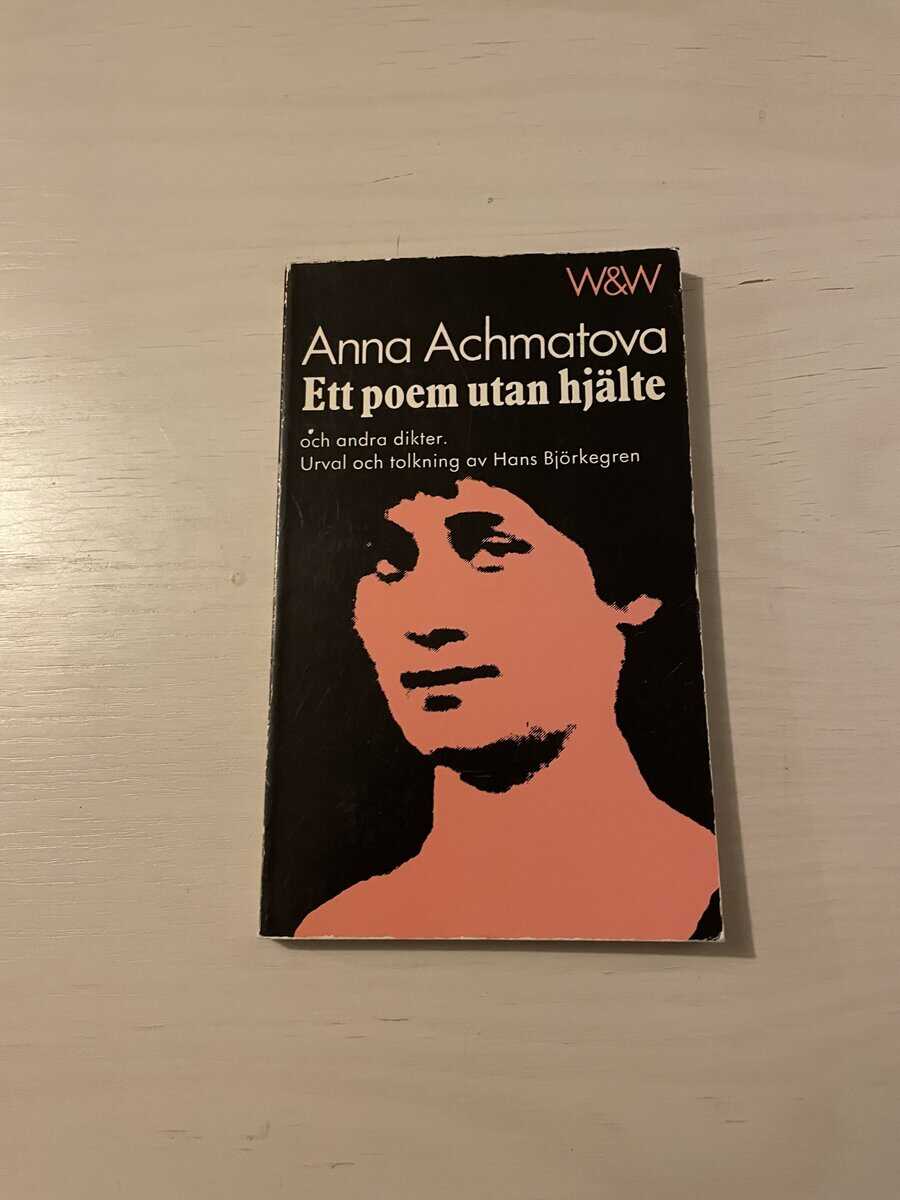 W&W
Anna Achmatova
Ett poem utan hjälte
och andra dikter.
Urval och tolkning av Hans Björkegren